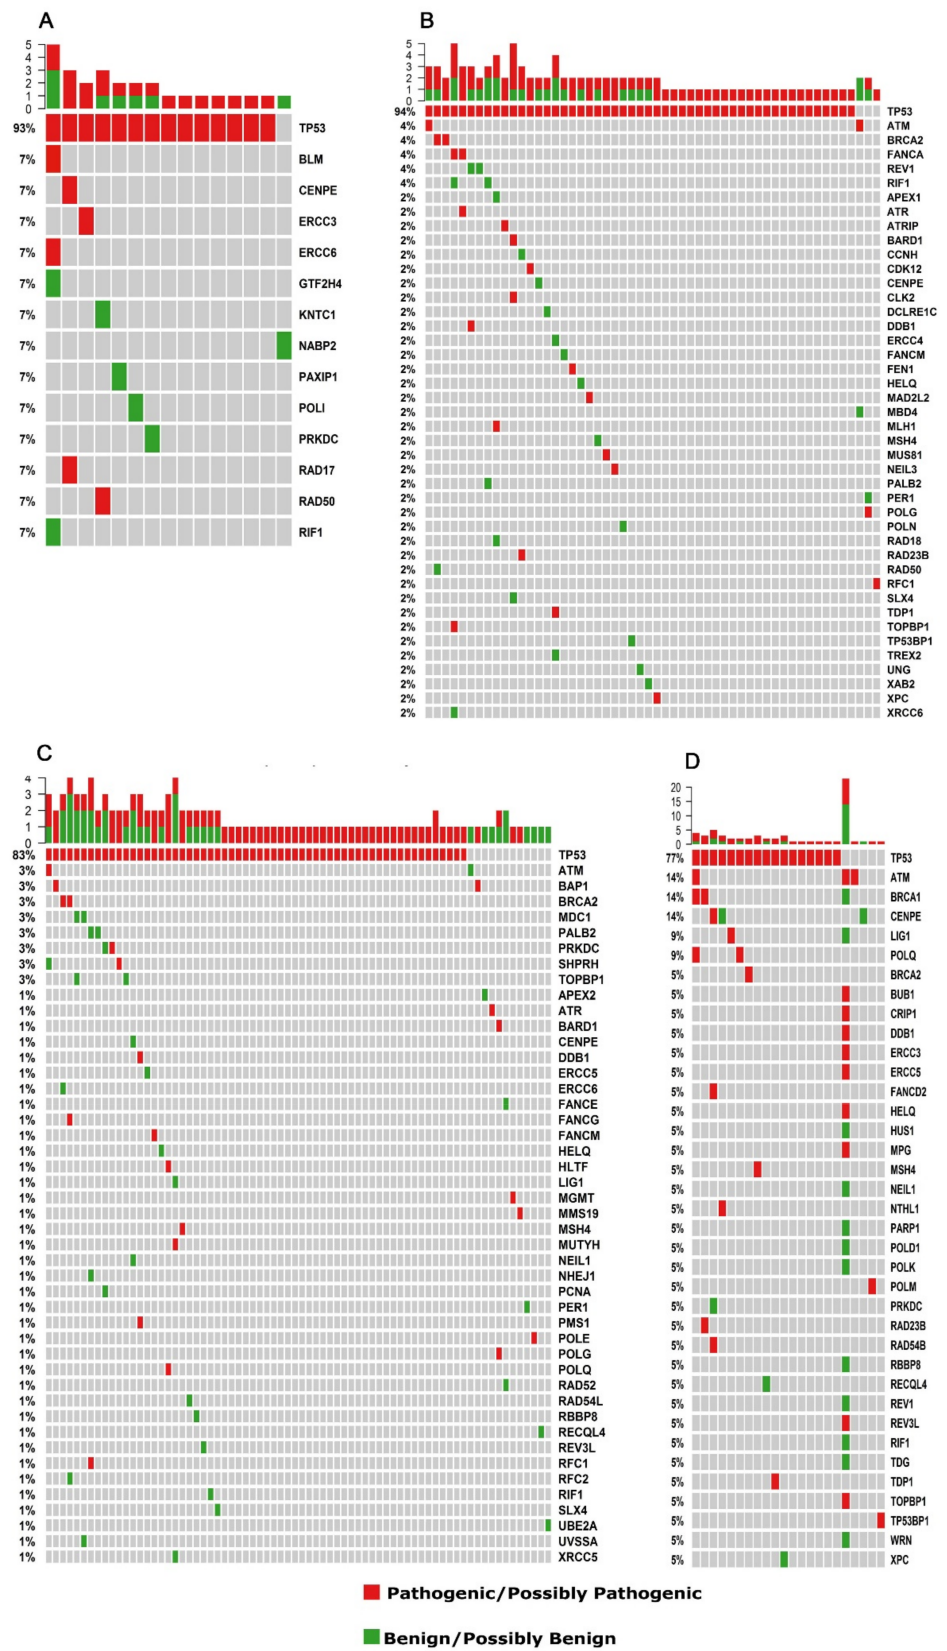 A
5
4
3
2
1
0
93% TP53
7% BLM
7% CENPE
7% ERCC3
7% ERCC6
7% GTF2H4
7% KNTC1
7% NABP2
7% PAXIP1
7% POLI
7% PRKDC
7% RAD17
7% RAD50
7% RIF1
B
5
4
3
2
1
0
94% TP53
4% ATM
4% BRCA2
4% FANCA
4% REV1
4% RIF1
2% APEX1
2% ATR
2% ATRIP
2% BARD1
2% CCNH
2% CDK12
2% CENPE
2% CLK2
2% DCLRE1C
2% DDB1
2% ERCC4
2% FANCM
2% FEN1
2% HELQ
2% MAD2L2
2% MBD4
2% MLH1
2% MSH4
2% MUS81
2% NEIL3
2% PALB2
2% PER1
2% POLG
2% POLN
2% RAD18
2% RAD23B
2% RAD50
2% RFC1
2% SLX4
2% TDP1
2% TOPBP1
2% TP53BP1
2% TREX2
2% UNG
2% XAB2
2% XPC
2% XRCC6
C
4
3
2
1
0
83% TP53
3% ATM
3% BAP1
3% BRCA2
3% MDC1
3% PALB2
3% PRKDC
3% SHPRH
3% TOPBP1
1% APEX2
1% ATR
1% BARD1
1% CENPE
1% DDB1
1% ERCC5
1% ERCC6
1% FANCE
1% FANCG
1% FANCM
1% HELQ
1% HLTF
1% LIG1
1% MGMT
1% MMS19
1% MSH4
1% MUTYH
1% NEIL1
1% NHEJ1
1% PCNA
1% PER1
1% PMS1
1% POLE
1% POLG
1% POLQ
1% RAD52
1% RAD54L
1% RBBP8
1% RECQL4
1% REV3L
1% RFC1
1% RFC2
1% RIF1
1% SLX4
1% UBE2A
1% UVSSA
1% XRCC5
D
20
15
10
5
0
77% TP53
14% ATM
14% BRCA1
14% CENPE
9% LIG1
9% POLQ
5% BRCA2
5% BUB1
5% CRIP1
5% DDB1
5% ERCC3
5% ERCC5
5% FANCD2
5% HELQ
5% HUS1
5% MPG
5% MSH4
5% NEIL1
5% NTHL1
5% PARP1
5% POLD1
5% POLK
5% POLM
5% PRKDC
5% RAD23B
5% RAD54B
5% RBBP8
5% RECQL4
5% REV1
5% REV3L
5% RIF1
5% TDG
5% TDP1
5% TOPBP1
5% TP53BP1
5% WRN
5% XPC
Pathogenic/Possibly Pathogenic
Benign/Possibly Benign